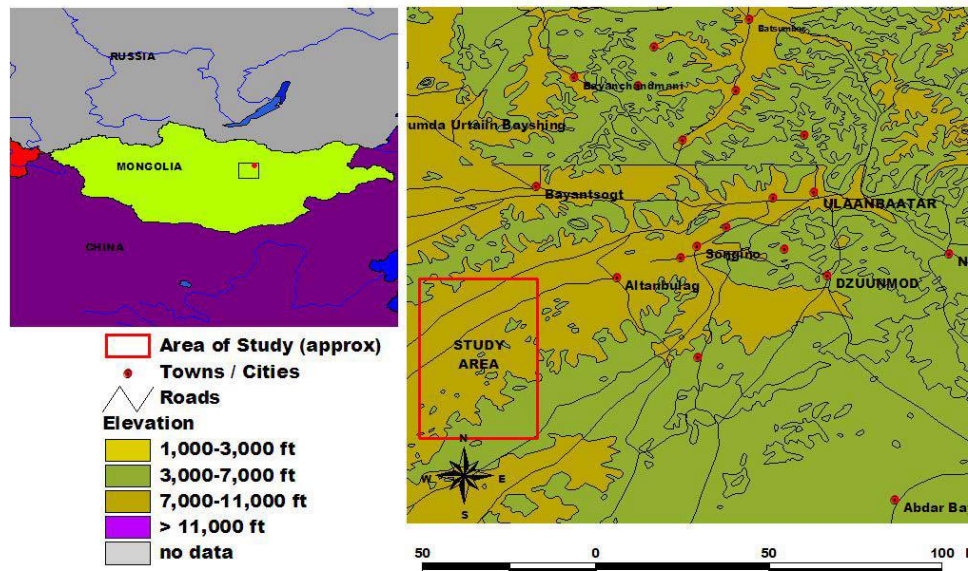 RUSSIA
MONGOLIA
CHINA
Area of Study (approx)
Towns / Cities
Roads
Elevation
1,000-3,000 ft
3,000-7,000 ft
7,000-11,000 ft
> 11,000 ft
no data
Batsumber
Bayanchandmani
umda Urtaiin Bayshing
Bayantsogt
ULAANBAATAR
Songino
N
Altanbulag
DZUUNMOD
STUDY
AREA
N
W E
S
Abdar Ba
50 0 50 100